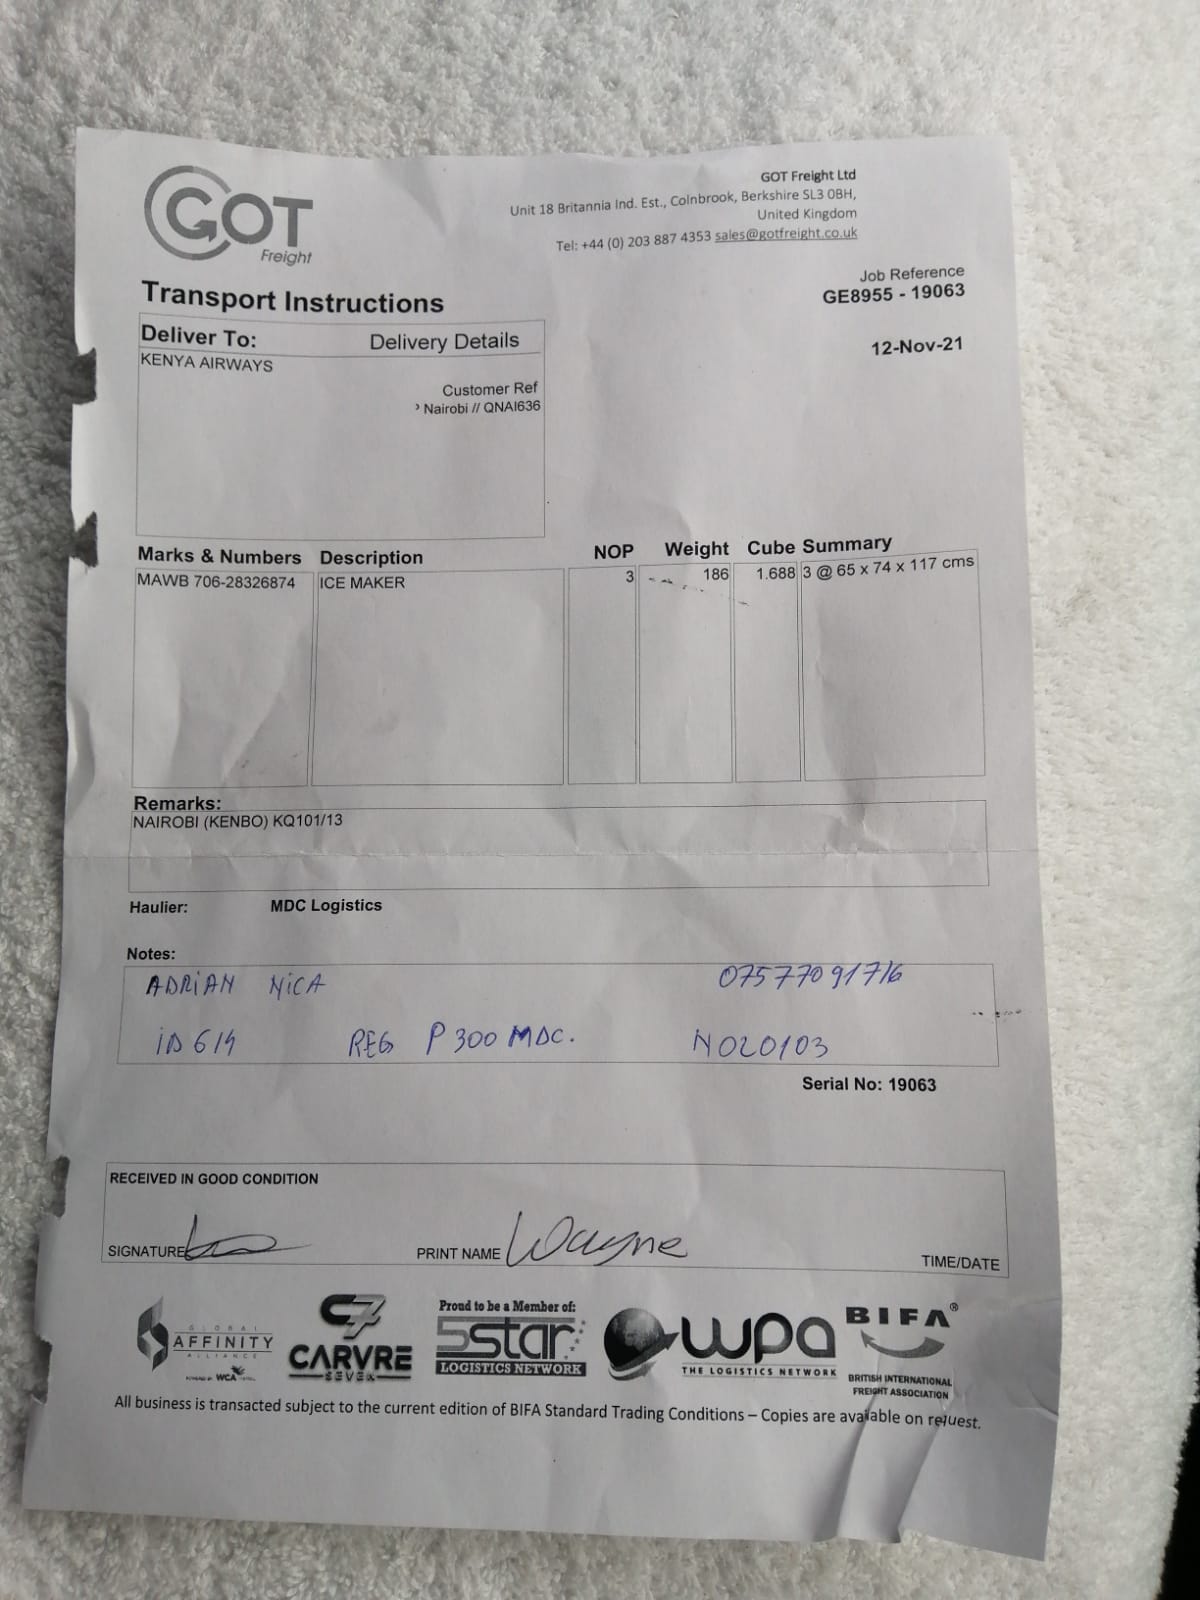 GOT
Freight
GOT Freight Ltd
Unit 18 Britannia Ind. Est., Colnbrook, Berkshire SL3 0BH,
United Kingdom
Tel: +44 (0) 203 887 4353 sales@gotfreight.co.uk
Job Reference
GE8955 - 19063
12-Nov-21
Transport Instructions
Deliver To: Delivery Details
KENYA AIRWAYS
Customer Ref
Nairobi // QNAI636
Marks & Numbers Description NOP Weight Cube Summary
MAWB 706-28326874 ICE MAKER 3 186 1.688 3 @ 65 x 74 x 117 cms
Remarks:
NAIROBI (KENBO) KQ101/13
Haulier: MDC Logistics
Notes:
ADRIAN NICA 07577091716
ID 614 REG P300 MDC. N020103
Serial No: 19063
RECEIVED IN GOOD CONDITION
SIGNATURE PRINT NAME Wayne TIME/DATE
GLOBAL
AFFINITY
ALLIANCE
POWERED BY WCA
C7
CARVRE
SEVEN
Proud to be a Member of:
5star
LOGISTICS NETWORK
wpa
THE LOGISTICS NETWORK
BIFA®
BRITISH INTERNATIONAL
FREIGHT ASSOCIATION
All business is transacted subject to the current edition of BIFA Standard Trading Conditions – Copies are available on request.